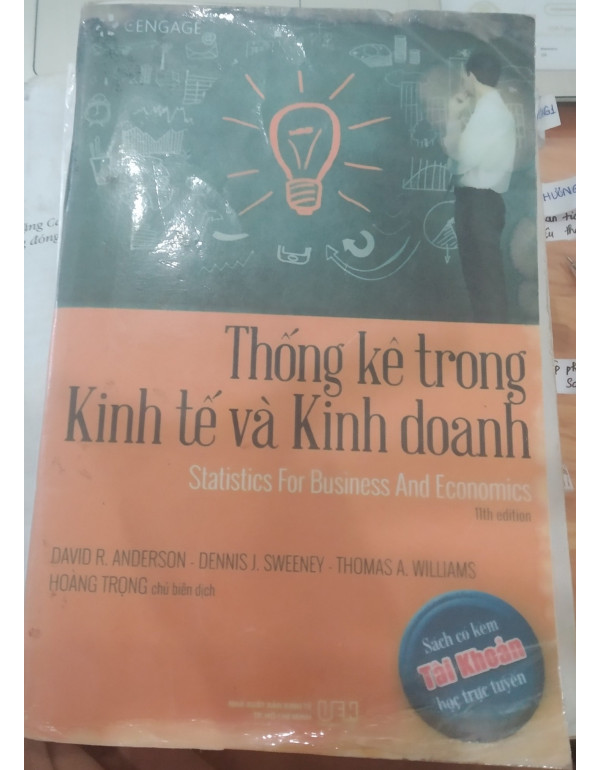 CENGAGE
Thống kê trong
Kinh tế và Kinh doanh
Statistics For Business And Economics
11th edition
DAVID R. ANDERSON - DENNIS J. SWEENEY - THOMAS A. WILLIAMS
HOÀNG TRỌNG chủ biên dịch
Sách có kèm
Tài Khoản
học trực tuyến